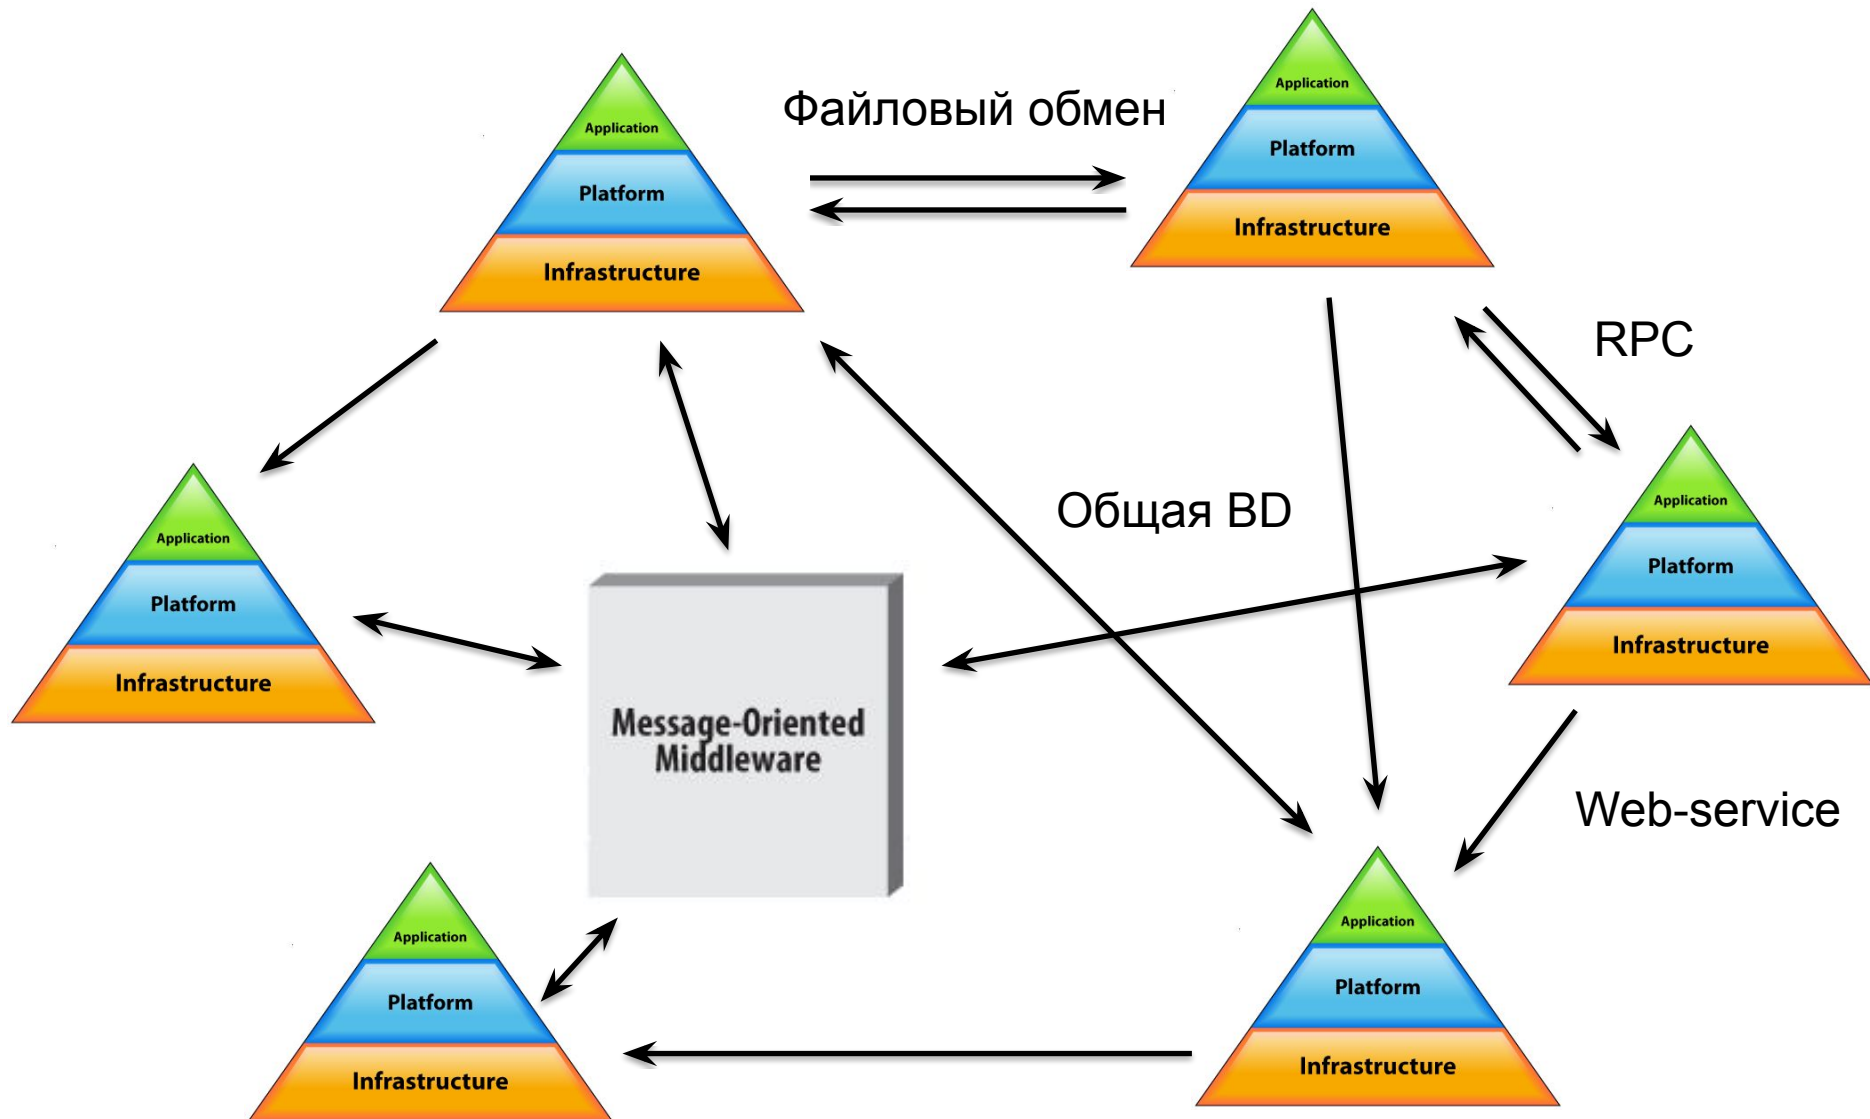 Application
Platform
Infrastructure
Файловый обмен
Application
Platform
Infrastructure
RPC
Application
Platform
Infrastructure
Общая BD
Application
Platform
Infrastructure
Message-Oriented
Middleware
Web-service
Application
Platform
Infrastructure
Application
Platform
Infrastructure